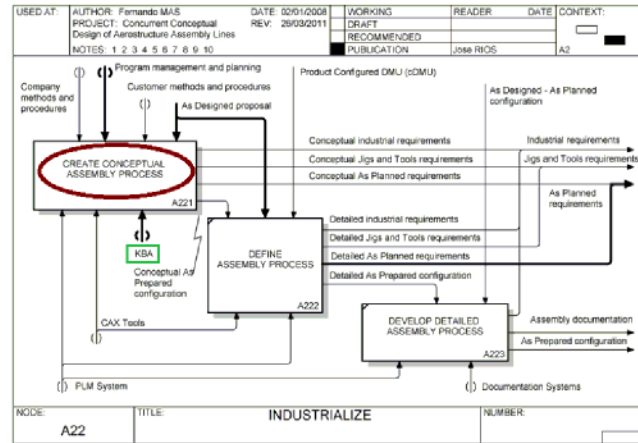 USED AT:
AUTHOR: Fernando MAS
DATE: 02/01/2008
WORKING
READER
DATE
CONTEXT:
PROJECT: Concurrent Conceptual
REV: 26/03/2011
DRAFT
Design of Aerostructure Assembly Lines
RECOMMENDED
NOTES: 1 2 3 4 5 6 7 8 9 10
PUBLICATION
Jose RIOS
A2
Program management and planning
Product Configured DMU (cDMU)
Company
methods and
procedures
Customer methods and procedures
As Designed proposal
As Designed - As Planned
configuration
CREATE CONCEPTUAL
ASSEMBLY PROCESS
A221
Conceptual industrial requirements
Conceptual Jigs and Tools requirements
Conceptual As Planned requirements
Industrial requirements
Jigs and Tools requirements
As Planned
requirements
KBA
Conceptual As
Prepared
configuration
DEFINE
ASSEMBLY PROCESS
A222
Detailed industrial requirements
Detailed Jigs and Tools requirements
Detailed As Planned requirements
Detailed As Prepared configuration
CAX Tools
DEVELOP DETAILED
ASSEMBLY PROCESS
A223
Assembly documentation
As Prepared configuration
PLM System
Documentation Systems
NODE:
TITLE:
NUMBER:
A22
INDUSTRIALIZE